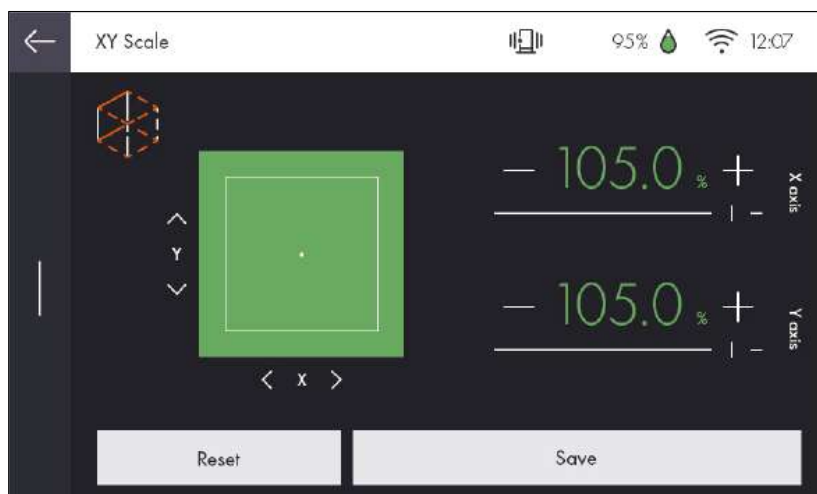 XY Scale
95%
12:07
105.0 %
X axis
Y
105.0 %
Y axis
X
Reset
Save